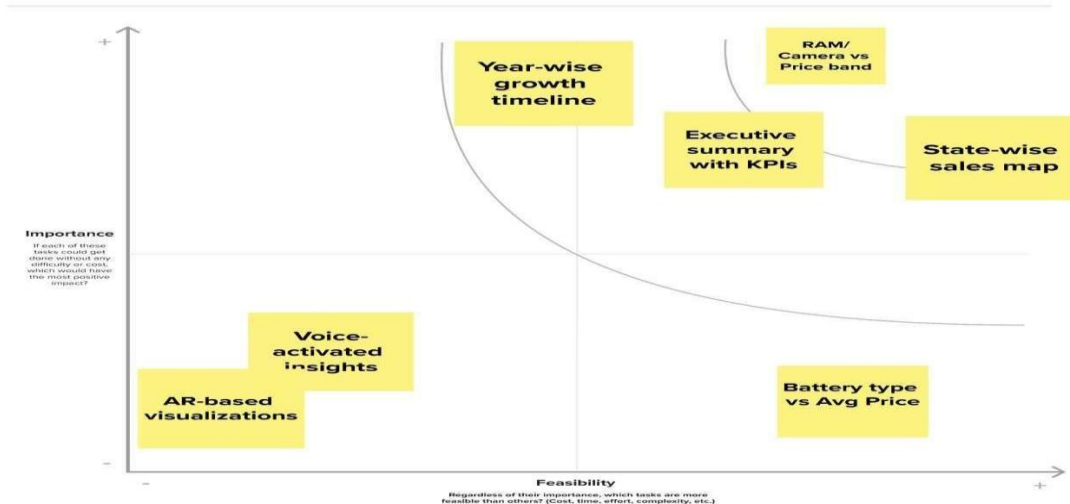 +
Year-wise
growth
timeline
RAM/
Camera vs
Price band
Executive
summary
with KPIs
State-wise
sales map
Importance
If each of these
tasks could get
done without any
difficulty or cost,
which would have
the most positive
impact?
Voice-
activated
insights
AR-based
visualizations
Battery type
vs Avg Price
-
-
Feasibility
+
Regardless of their importance, which tasks are more
feasible than others? (Cost, time, effort, complexity, etc.)